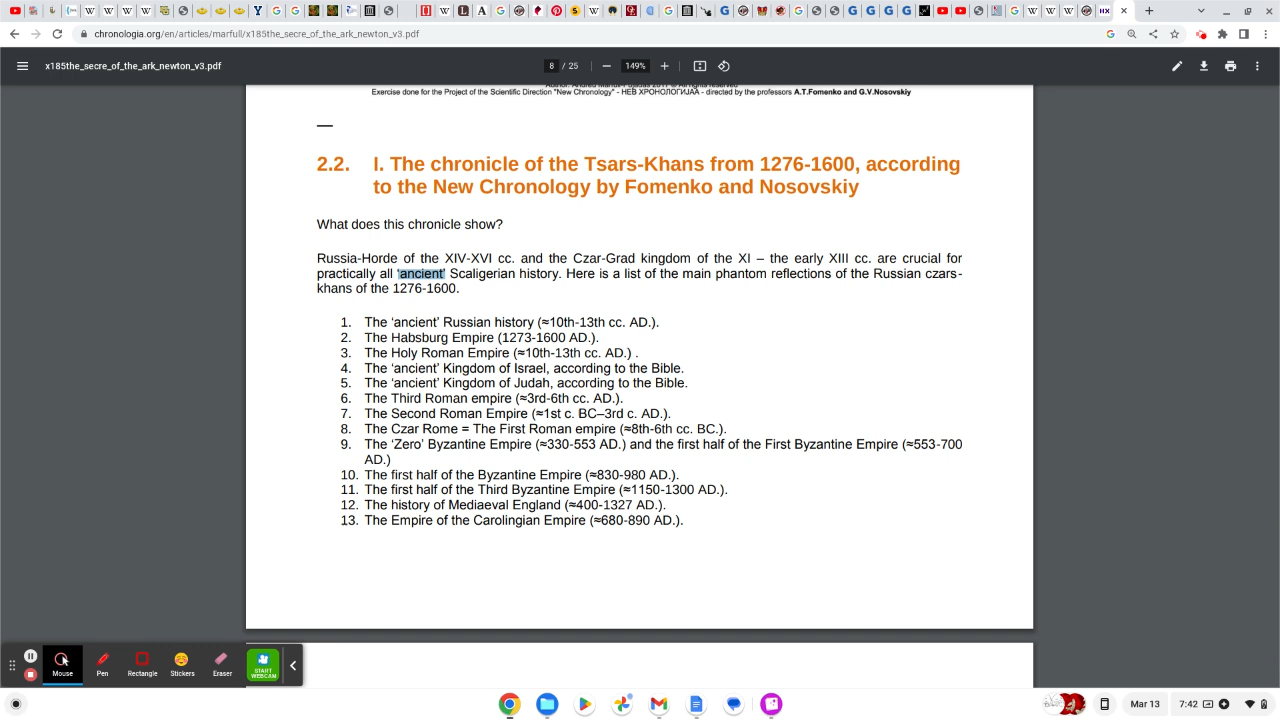 chronologia.org/en/articles/marfull/x185the_secre_of_the_ark_newton_v3.pdf
x185the_secre_of_the_ark_newton_v3.pdf
8 / 25
149%
Exercise done for the Project of the Scientific Direction "New Chronology" - НЕВ ХРОНОЛОГИJAA - directed by the professors A.T.Fomenko and G.V.Nosovskiy
2.2. I. The chronicle of the Tsars-Khans from 1276-1600, according
to the New Chronology by Fomenko and Nosovskiy
What does this chronicle show?
Russia-Horde of the XIV-XVI cc. and the Czar-Grad kingdom of the XI – the early XIII cc. are crucial for
practically all 'ancient' Scaligerian history. Here is a list of the main phantom reflections of the Russian czars-
khans of the 1276-1600.
1. The 'ancient' Russian history (≈10th-13th cc. AD.).
2. The Habsburg Empire (1273-1600 AD.).
3. The Holy Roman Empire (≈10th-13th cc. AD.) .
4. The 'ancient' Kingdom of Israel, according to the Bible.
5. The 'ancient' Kingdom of Judah, according to the Bible.
6. The Third Roman empire (≈3rd-6th cc. AD.).
7. The Second Roman Empire (≈1st c. BC–3rd c. AD.).
8. The Czar Rome = The First Roman empire (≈8th-6th cc. BC.).
9. The 'Zero' Byzantine Empire (≈330-553 AD.) and the first half of the First Byzantine Empire (≈553-700
AD.)
10. The first half of the Byzantine Empire (≈830-980 AD.).
11. The first half of the Third Byzantine Empire (≈1150-1300 AD.).
12. The history of Mediaeval England (≈400-1327 AD.).
13. The Empire of the Carolingian Empire (≈680-890 AD.).
Mouse
Pen
Rectangle
Stickers
Eraser
START
WEBCAM
Mar 13
7:42